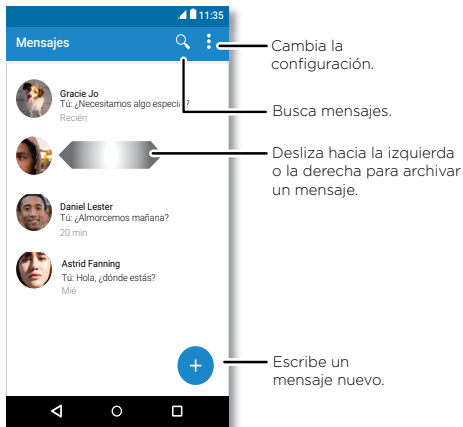 11:35
Mensajes
Gracie Jo
Tú: ¿Necesitamos algo especial?
Recién
Daniel Lester
Tú: ¿Almorcemos mañana?
20 min
Astrid Fanning
Tú: Hola, ¿dónde estás?
Mié
Cambia la
configuración.
Busca mensajes.
Desliza hacia la izquierda
o la derecha para archivar
un mensaje.
Escribe un
mensaje nuevo.